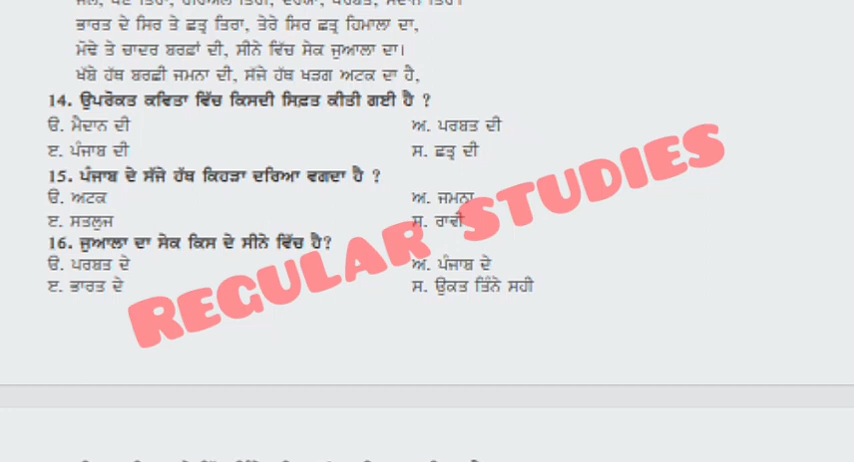 ਭਾਰਤ ਦੇ ਸਿਰ ਤੇ ਛਤ੍ਰ ਤਿਰਾ, ਤੇਰੇ ਸਿਰ ਛਤ੍ਰ ਹਿਮਾਲਾ ਦਾ,
ਮੋਢੇ ਤੇ ਚਾਦਰ ਬਰਫ਼ਾਂ ਦੀ, ਸੀਨੇ ਵਿੱਚ ਸੇਕ ਜੁਆਲਾ ਦਾ।
ਖੱਬੇ ਹੱਥ ਬਰਛੀ ਜਮਨਾ ਦੀ, ਸੱਜੇ ਹੱਥ ਖੜਗ ਅਟਕ ਦਾ ਹੈ,
14. ਉਪਰੋਕਤ ਕਵਿਤਾ ਵਿੱਚ ਕਿਸਦੀ ਸਿਫ਼ਤ ਕੀਤੀ ਗਈ ਹੈ ?
ੳ. ਮੈਦਾਨ ਦੀ ਅ. ਪਰਬਤ ਦੀ
ੲ. ਪੰਜਾਬ ਦੀ ਸ. ਛਤ੍ਰ ਦੀ
15. ਪੰਜਾਬ ਦੇ ਸੱਜੇ ਹੱਥ ਕਿਹੜਾ ਦਰਿਆ ਵਗਦਾ ਹੈ ?
ੳ. ਅਟਕ ਅ. ਜਮਨਾ
ੲ. ਸਤਲੁਜ ਸ. ਰਾਵੀ
16. ਜੁਆਲਾ ਦਾ ਸੇਕ ਕਿਸ ਦੇ ਸੀਨੇ ਵਿੱਚ ਹੈ?
ੳ. ਪਰਬਤ ਦੇ ਅ. ਪੰਜਾਬ ਦੇ
ੲ. ਭਾਰਤ ਦੇ ਸ. ਉਕਤ ਤਿੰਨੇ ਸਹੀ
REGULAR STUDIES